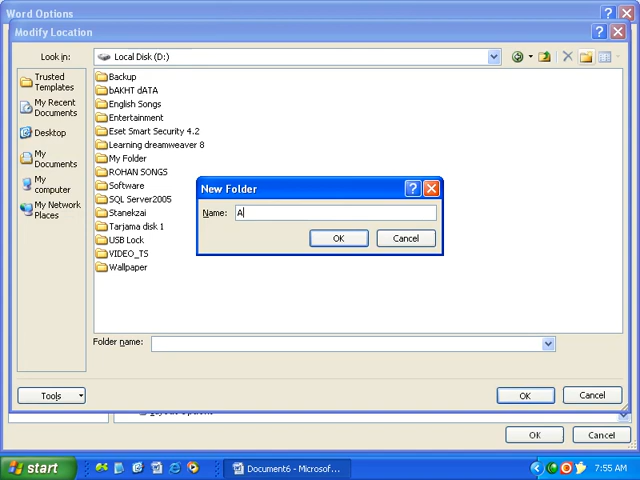 Word Options
Modify Location
Look in:
Local Disk (D:)
Trusted
Templates
My Recent
Documents
Desktop
My
Documents
My
computer
My Network
Places
Backup
bAKHT dATA
English Songs
Entertainment
Eset Smart Security 4.2
Learning dreamweaver 8
My Folder
ROHAN SONGS
Software
SQL Server2005
Stanekzai
Tarjama disk 1
USB Lock
VIDEO_TS
Wallpaper
New Folder
Name: A
OK Cancel
Folder name:
Tools OK Cancel
OK Cancel
start Document6 - Microsof... 7:55 AM